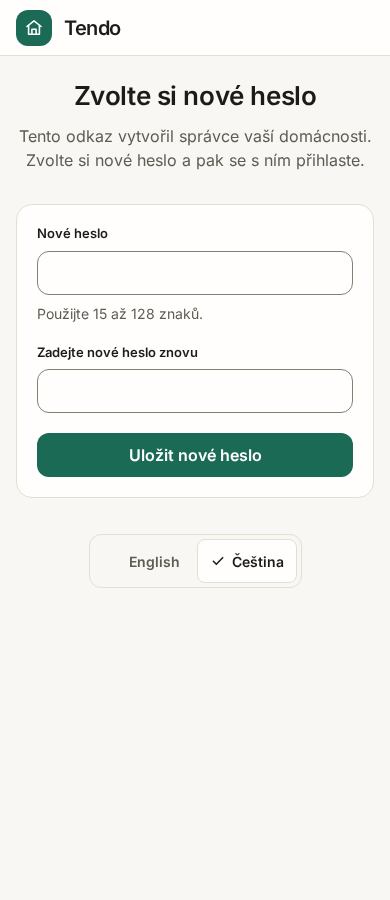 Tendo
Zvolte si nové heslo
Tento odkaz vytvořil správce vaší domácnosti.
Zvolte si nové heslo a pak se s ním přihlaste.
Nové heslo
Použijte 15 až 128 znaků.
Zadejte nové heslo znovu
Uložit nové heslo
English
Čeština